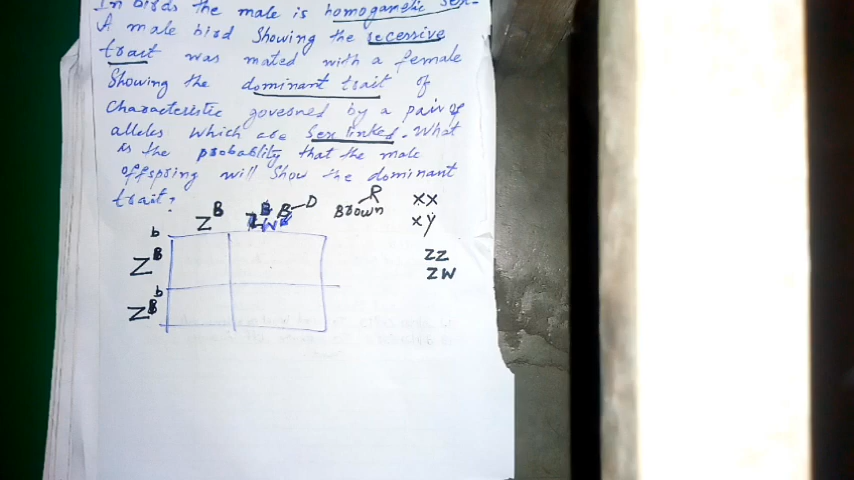 In birds the male is homogametic sex.
A male bird Showing the recessive
trait was mated with a female
Showing the dominant trait of
Characteristic governed by a pair of
alleles which are Sex linked. What
is the probability that the male
offspring will Show the dominant
trait?
R
Brown
B-D
XX
xy
ZZ
ZW
Z^B
b
Z^B
b
Z^B